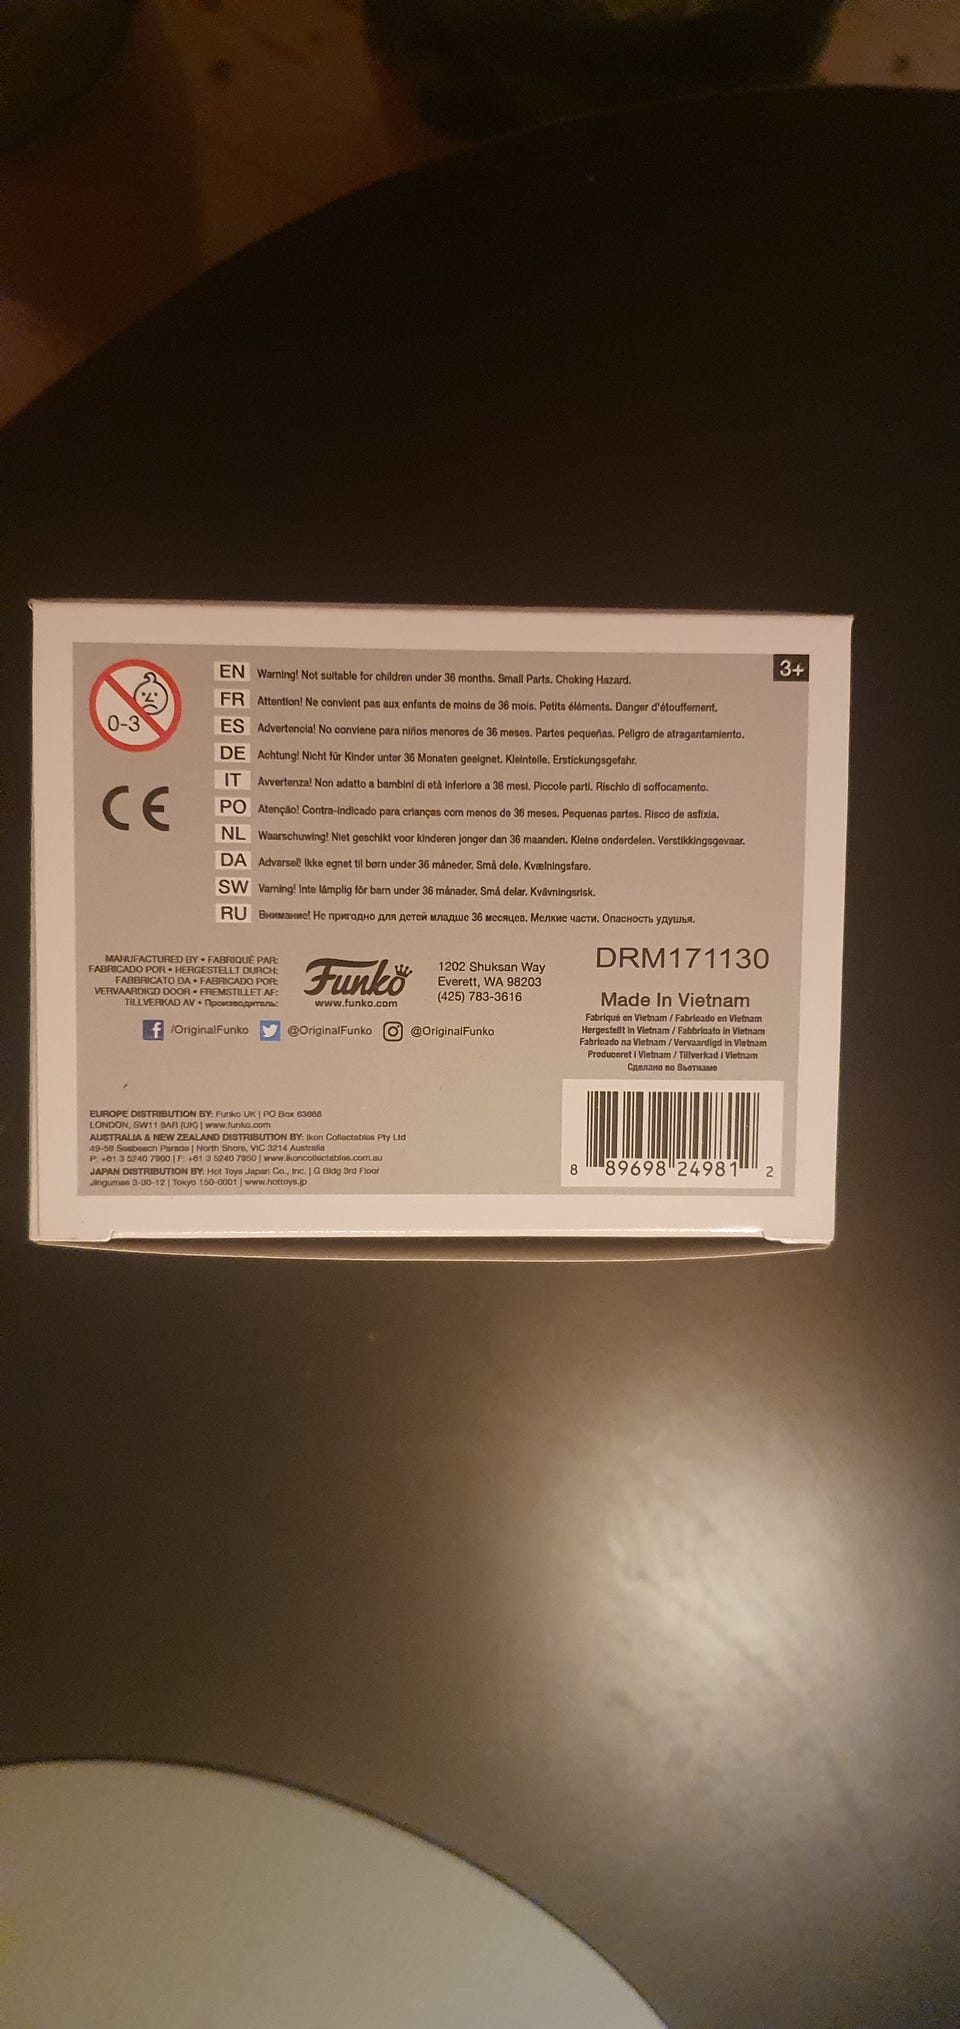 3+
0-3
EN Warning! Not suitable for children under 36 months. Small Parts. Choking Hazard.
FR Attention! Ne convient pas aux enfants de moins de 36 mois. Petits éléments. Danger d'étouffement.
ES Advertencia! No conviene para niños menores de 36 meses. Partes pequeñas. Peligro de atragantamiento.
DE Achtung! Nicht für Kinder unter 36 Monaten geeignet. Kleinteile. Erstickungsgefahr.
IT Avvertenza! Non adatto a bambini di età inferiore a 36 mesi. Piccole parti. Rischio di soffocamento.
PO Atenção! Contra-indicado para crianças com menos de 36 meses. Pequenas partes. Risco de asfixia.
NL Waarschuwing! Niet geschikt voor kinderen jonger dan 36 maanden. Kleine onderdelen. Verstikkingsgevaar.
DA Advarsel! Ikke egnet til børn under 36 måneder. Små dele. Kvælningsfare.
SW Varning! Inte lämplig för barn under 36 månader. Små delar. Kvävningsrisk.
RU Внимание! Не пригодно для детей младше 36 месяцев. Мелкие части. Опасность удушья.
CE
MANUFACTURED BY • FABRIQUÉ PAR:
FABRICADO POR • HERGESTELLT DURCH:
FABBRICATO DA • FABRICADO POR:
VERVAARDIGD DOOR • FREMSTILLET AF:
TILLVERKAD AV • Производитель:
Funko
www.funko.com
1202 Shuksan Way
Everett, WA 98203
(425) 783-3616
/OriginalFunko @OriginalFunko @OriginalFunko
DRM171130
Made In Vietnam
Fabriqué en Vietnam / Fabricado en Vietnam
Hergestellt in Vietnam / Fabbricato in Vietnam
Fabricado na Vietnam / Vervaardigd in Vietnam
Produceret i Vietnam / Tillverkad i Vietnam
Сделано во Вьетнаме
EUROPE DISTRIBUTION BY: Funko UK | PO Box 63688
LONDON, SW11 9AR (UK) | www.funko.com
AUSTRALIA & NEW ZEALAND DISTRIBUTION BY: Ikon Collectables Pty Ltd
49-59 Seabeach Parade | North Shore, VIC 3214 Australia
P: +61 3 5240 7900 | F: +61 3 5240 7950 | www.ikoncollectables.com.au
JAPAN DISTRIBUTION BY: Hot Toys Japan Co., Inc. | G Bldg 3rd Floor
Jingumae 3-30-12 | Tokyo 150-0001 | www.hottoys.jp
8 89698 24981 2